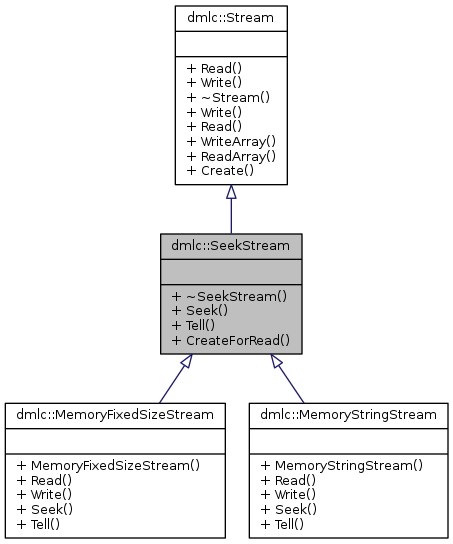 dmlc::Stream
+ Read()
+ Write()
+ ~Stream()
+ Write()
+ Read()
+ WriteArray()
+ ReadArray()
+ Create()
dmlc::SeekStream
+ ~SeekStream()
+ Seek()
+ Tell()
+ CreateForRead()
dmlc::MemoryFixedSizeStream
+ MemoryFixedSizeStream()
+ Read()
+ Write()
+ Seek()
+ Tell()
dmlc::MemoryStringStream
+ MemoryStringStream()
+ Read()
+ Write()
+ Seek()
+ Tell()